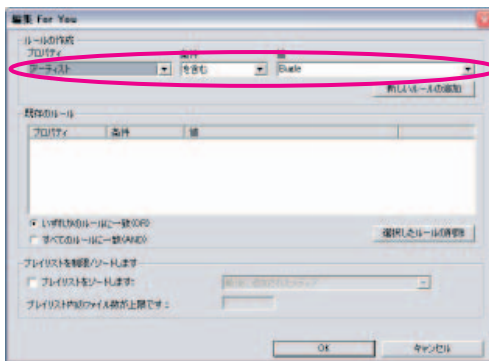 編集 For You
ルールの作成
プロパティ 条件 値
アーティスト を含む
新しいルールの追加
既存のルール
プロパティ 条件 値
いずれかのルールに一致(OR)
すべてのルールに一致(AND)
選択したルールの削除
プレイリストを制限/ソートします
プレイリストをソートします:
プレイリスト内のファイル数が上限です:
OK キャンセル